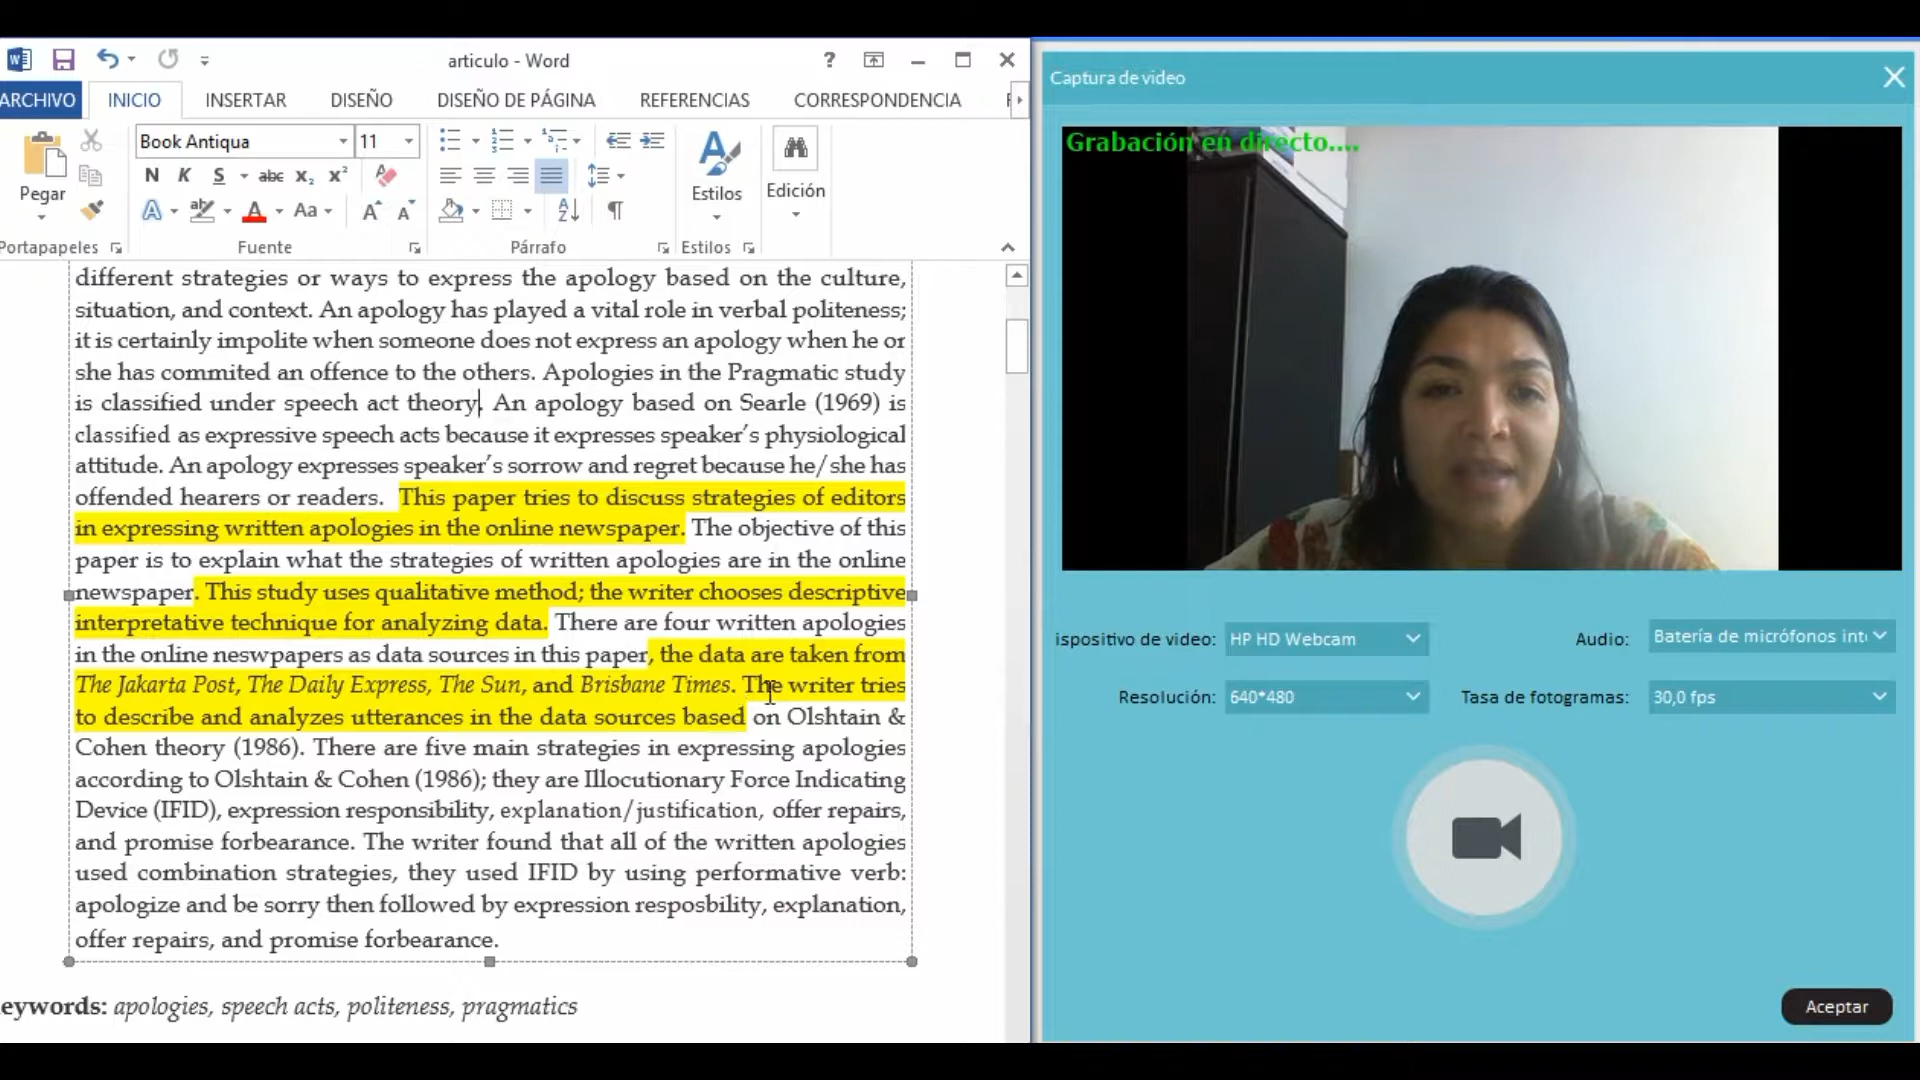 articulo - Word
?
ARCHIVO INICIO INSERTAR DISEÑO DISEÑO DE PÁGINA REFERENCIAS CORRESPONDENCIA
Book Antiqua 11
Pegar
N K S abc x₂ x²
A aby A Aa A A
Estilos
Edición
Portapapeles Fuente Párrafo Estilos
different strategies or ways to express the apology based on the culture,
situation, and context. An apology has played a vital role in verbal politeness;
it is certainly impolite when someone does not express an apology when he or
she has commited an offence to the others. Apologies in the Pragmatic study
is classified under speech act theory. An apology based on Searle (1969) is
classified as expressive speech acts because it expresses speaker's physiological
attitude. An apology expresses speaker's sorrow and regret because he/she has
offended hearers or readers. This paper tries to discuss strategies of editors
in expressing written apologies in the online newspaper. The objective of this
paper is to explain what the strategies of written apologies are in the online
newspaper. This study uses qualitative method; the writer chooses descriptive
interpretative technique for analyzing data. There are four written apologies
in the online neswpapers as data sources in this paper, the data are taken from
The Jakarta Post, The Daily Express, The Sun, and Brisbane Times. The writer tries
to describe and analyzes utterances in the data sources based on Olshtain &
Cohen theory (1986). There are five main strategies in expressing apologies
according to Olshtain & Cohen (1986); they are Illocutionary Force Indicating
Device (IFID), expression responsibility, explanation/justification, offer repairs,
and promise forbearance. The writer found that all of the written apologies
used combination strategies, they used IFID by using performative verb:
apologize and be sorry then followed by expression resposbility, explanation,
offer repairs, and promise forbearance.
eywords: apologies, speech acts, politeness, pragmatics
Captura de video
Grabación en directo....
ispositivo de video: HP HD Webcam
Audio: Batería de micrófonos inte
Resolución: 640*480
Tasa de fotogramas: 30,0 fps
Aceptar